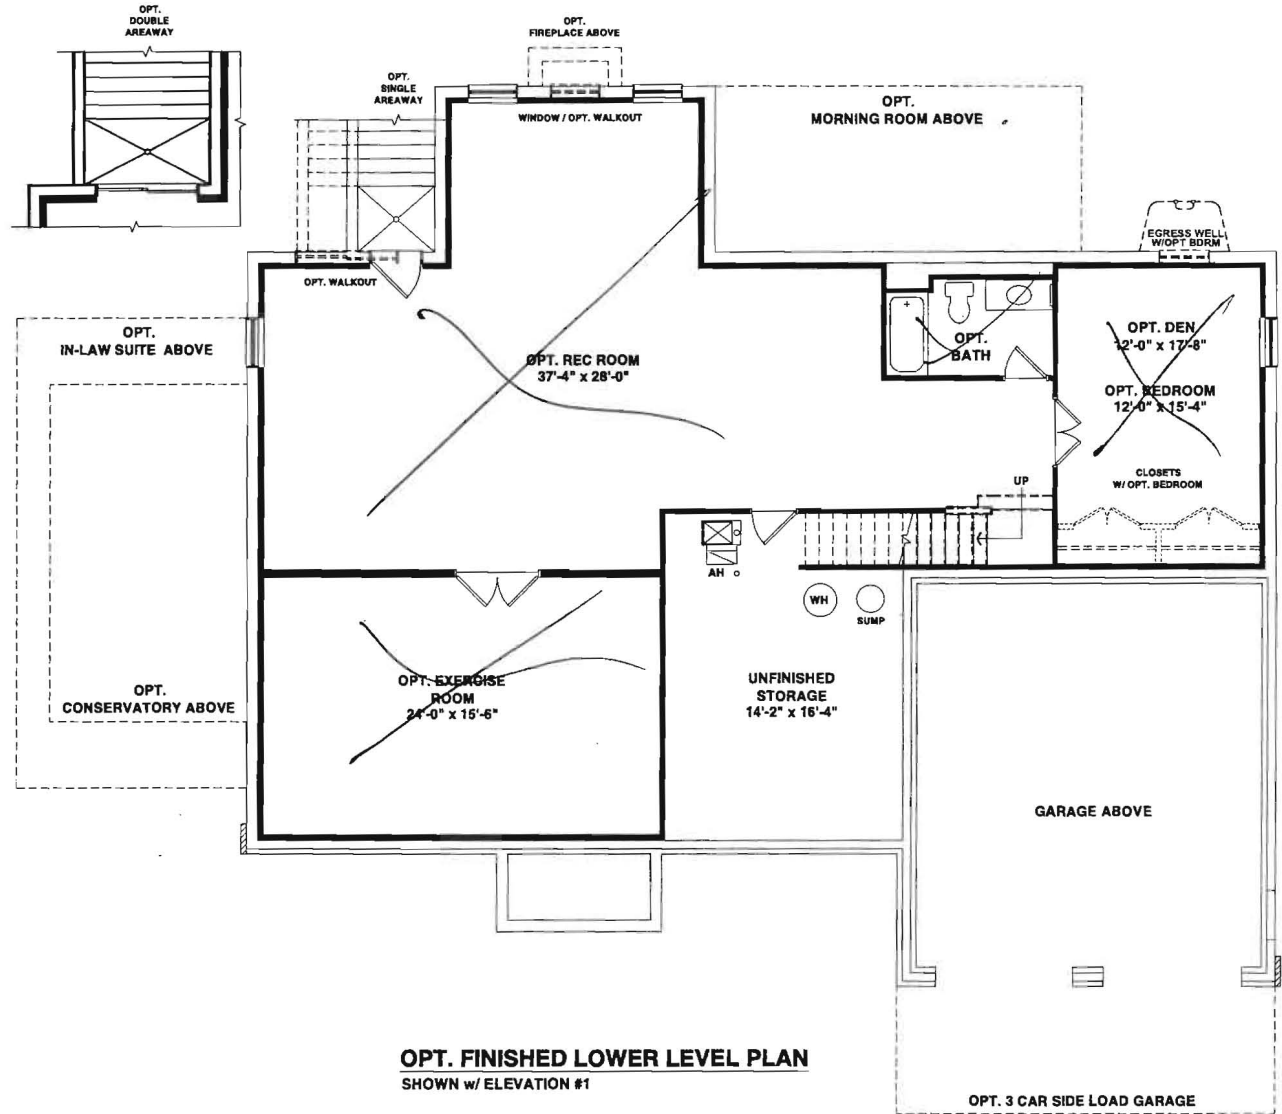 OPT.
DOUBLE
AREAWAY
OPT.
FIREPLACE ABOVE
OPT.
SINGLE
AREAWAY
WINDOW / OPT. WALKOUT
OPT.
MORNING ROOM ABOVE
EGRESS WELL
W/OPT BDRM
OPT. WALKOUT
OPT.
IN-LAW SUITE ABOVE
OPT. REC ROOM
37'-4" x 28'-0"
OPT.
BATH
OPT. DEN
12'-0" x 17'-8"
OPT. BEDROOM
12'-0" x 15'-4"
CLOSETS
W/ OPT. BEDROOM
UP
AH
WH
SUMP
OPT. EXERCISE
ROOM
24'-0" x 15'-6"
UNFINISHED
STORAGE
14'-2" x 16'-4"
OPT.
CONSERVATORY ABOVE
GARAGE ABOVE
OPT. FINISHED LOWER LEVEL PLAN
SHOWN w/ ELEVATION #1
OPT. 3 CAR SIDE LOAD GARAGE